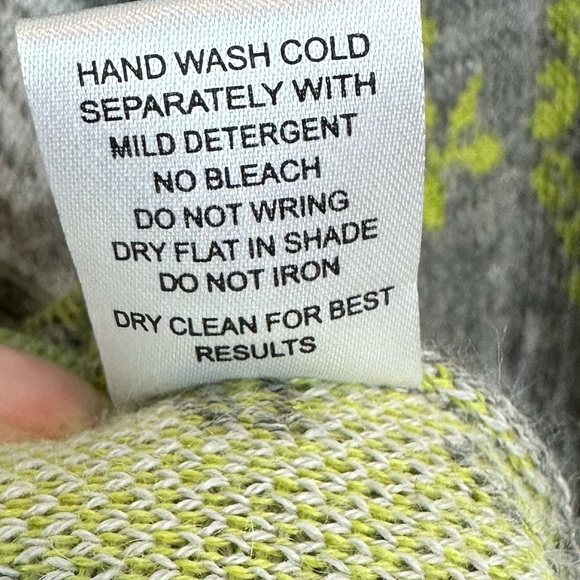 HAND WASH COLD
SEPARATELY WITH
MILD DETERGENT
NO BLEACH
DO NOT WRING
DRY FLAT IN SHADE
DO NOT IRON
DRY CLEAN FOR BEST
RESULTS